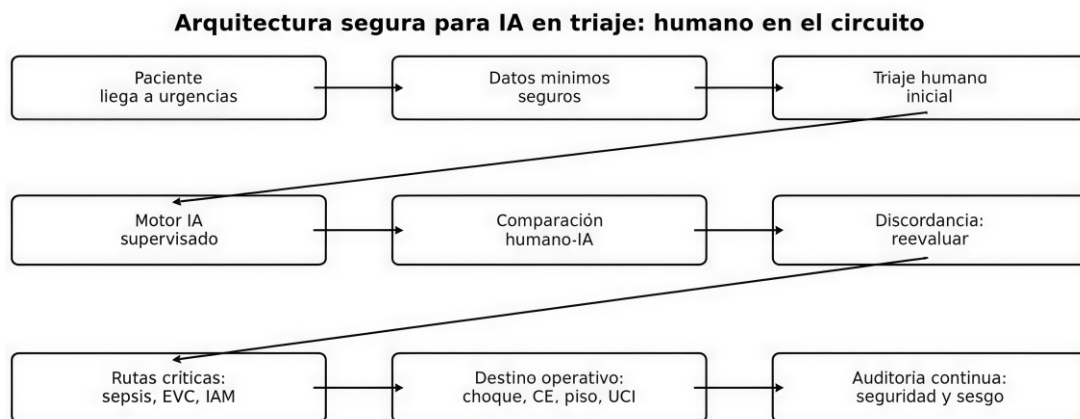 Arquitectura segura para IA en triaje: humano en el circuito
Paciente
liega a urgencias
Datos minimos
seguros
Triaje humano
inicial
Motor IA
supervisado
Comparación
humano-IA
Discordancia:
reevaluar
Rutas criticas:
sepsis, EVC, IAM
Destino operativo:
choque, CE, piso, UCI
Auditoria continua:
seguridad y sesgo